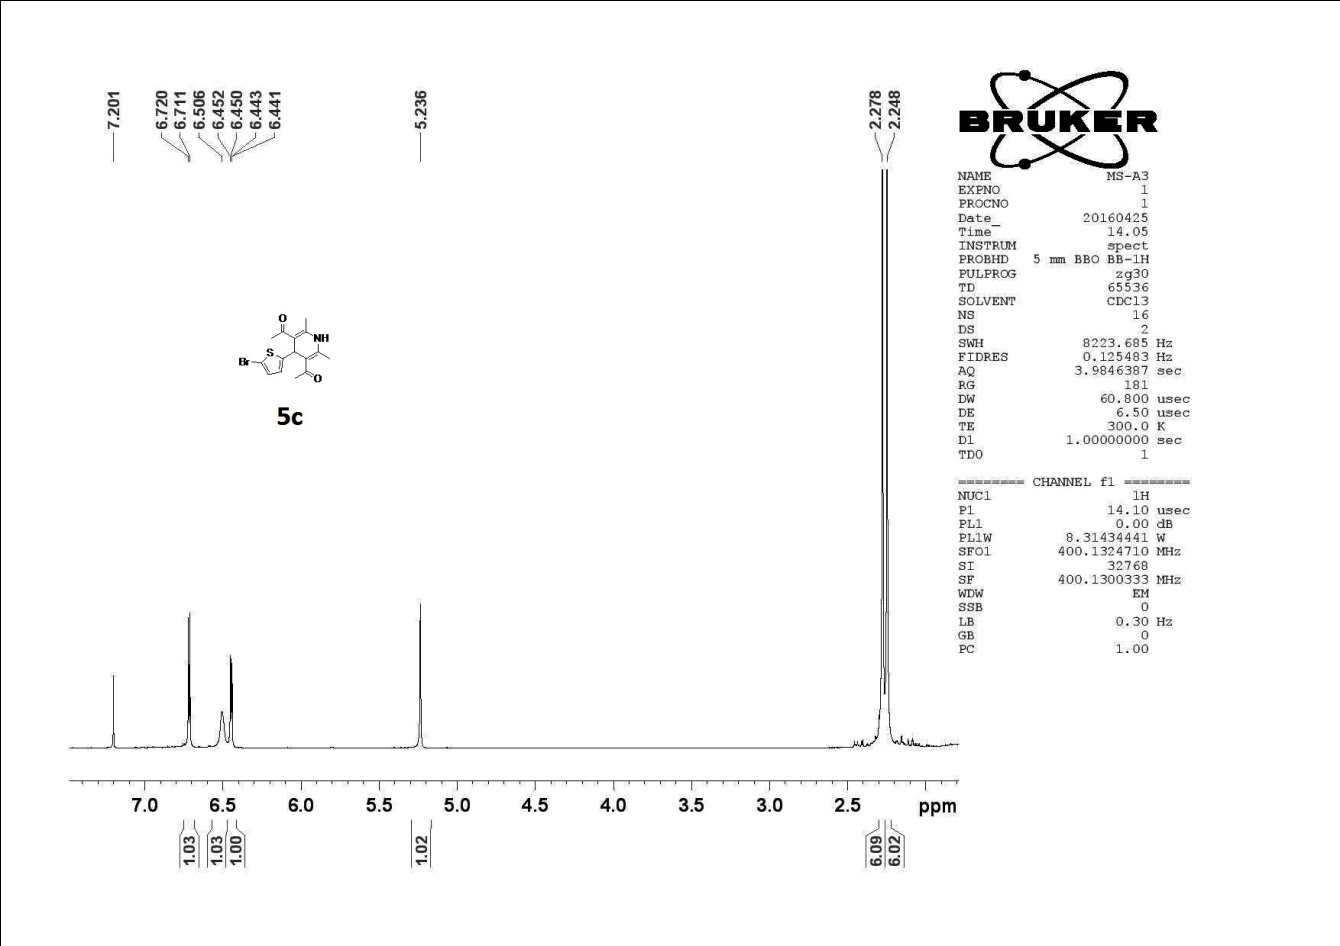 7.201
6.720
6.711
6.506
6.452
6.450
6.443
6.441
5.236
2.278
2.248
BRUKER
NAME MS-A3
EXPNO 1
PROCNO 1
Date_ 20160425
Time 14.05
INSTRUM spect
PROBHD 5 mm BBO BB-1H
PULPROG zg30
TD 65536
SOLVENT CDCl3
NS 16
DS 2
SWH 8223.685 Hz
FIDRES 0.125483 Hz
AQ 3.9846387 sec
RG 181
DW 60.800 usec
DE 6.50 usec
TE 300.0 K
D1 1.00000000 sec
TD0 1
======== CHANNEL f1 ========
NUC1 1H
P1 14.10 usec
PL1 0.00 dB
PL1W 8.31434441 W
SFO1 400.1324710 MHz
SI 32768
SF 400.1300333 MHz
WDW EM
SSB 0
LB 0.30 Hz
GB 0
PC 1.00
O
NH
S
Br
O
5c
7.0 6.5 6.0 5.5 5.0 4.5 4.0 3.5 3.0 2.5 ppm
1.03
1.03
1.00
1.02
6.09
6.02